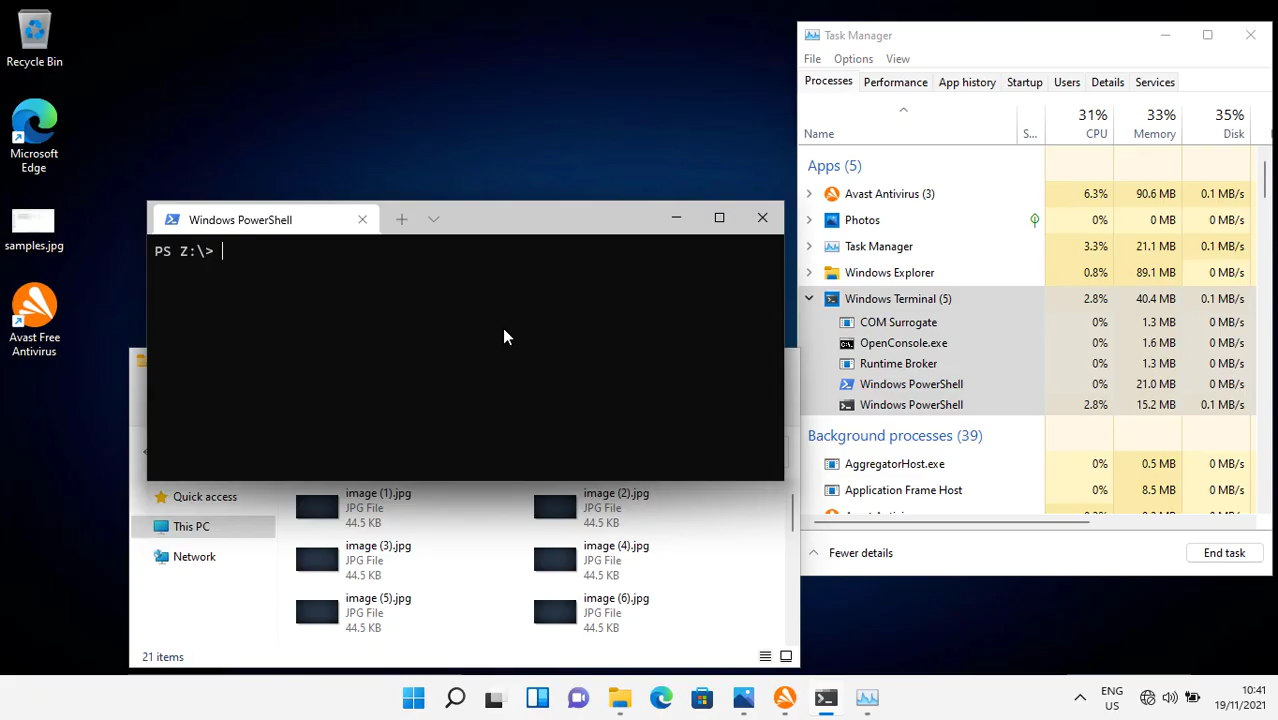 Recycle Bin
Microsoft
Edge
samples.jpg
Avast Free
Antivirus
Windows PowerShell
PS Z:\>
Quick access
This PC
Network
image (1).jpg
JPG File
44.5 KB
image (2).jpg
JPG File
44.5 KB
image (3).jpg
JPG File
44.5 KB
image (4).jpg
JPG File
44.5 KB
image (5).jpg
JPG File
44.5 KB
image (6).jpg
JPG File
44.5 KB
21 items
Task Manager
File Options View
Processes Performance App history Startup Users Details Services
31% 33% 35%
Name S... CPU Memory Disk
Apps (5)
Avast Antivirus (3) 6.3% 90.6 MB 0.1 MB/s
Photos 0% 0 MB 0 MB/s
Task Manager 3.3% 21.1 MB 0.1 MB/s
Windows Explorer 0.8% 89.1 MB 0 MB/s
Windows Terminal (5) 2.8% 40.4 MB 0.1 MB/s
COM Surrogate 0% 1.3 MB 0 MB/s
OpenConsole.exe 0% 1.6 MB 0 MB/s
Runtime Broker 0% 1.3 MB 0 MB/s
Windows PowerShell 0% 21.0 MB 0 MB/s
Windows PowerShell 2.8% 15.2 MB 0.1 MB/s
Background processes (39)
AggregatorHost.exe 0% 0.5 MB 0 MB/s
Application Frame Host 0% 8.5 MB 0 MB/s
Fewer details End task
ENG
US
10:41
19/11/2021